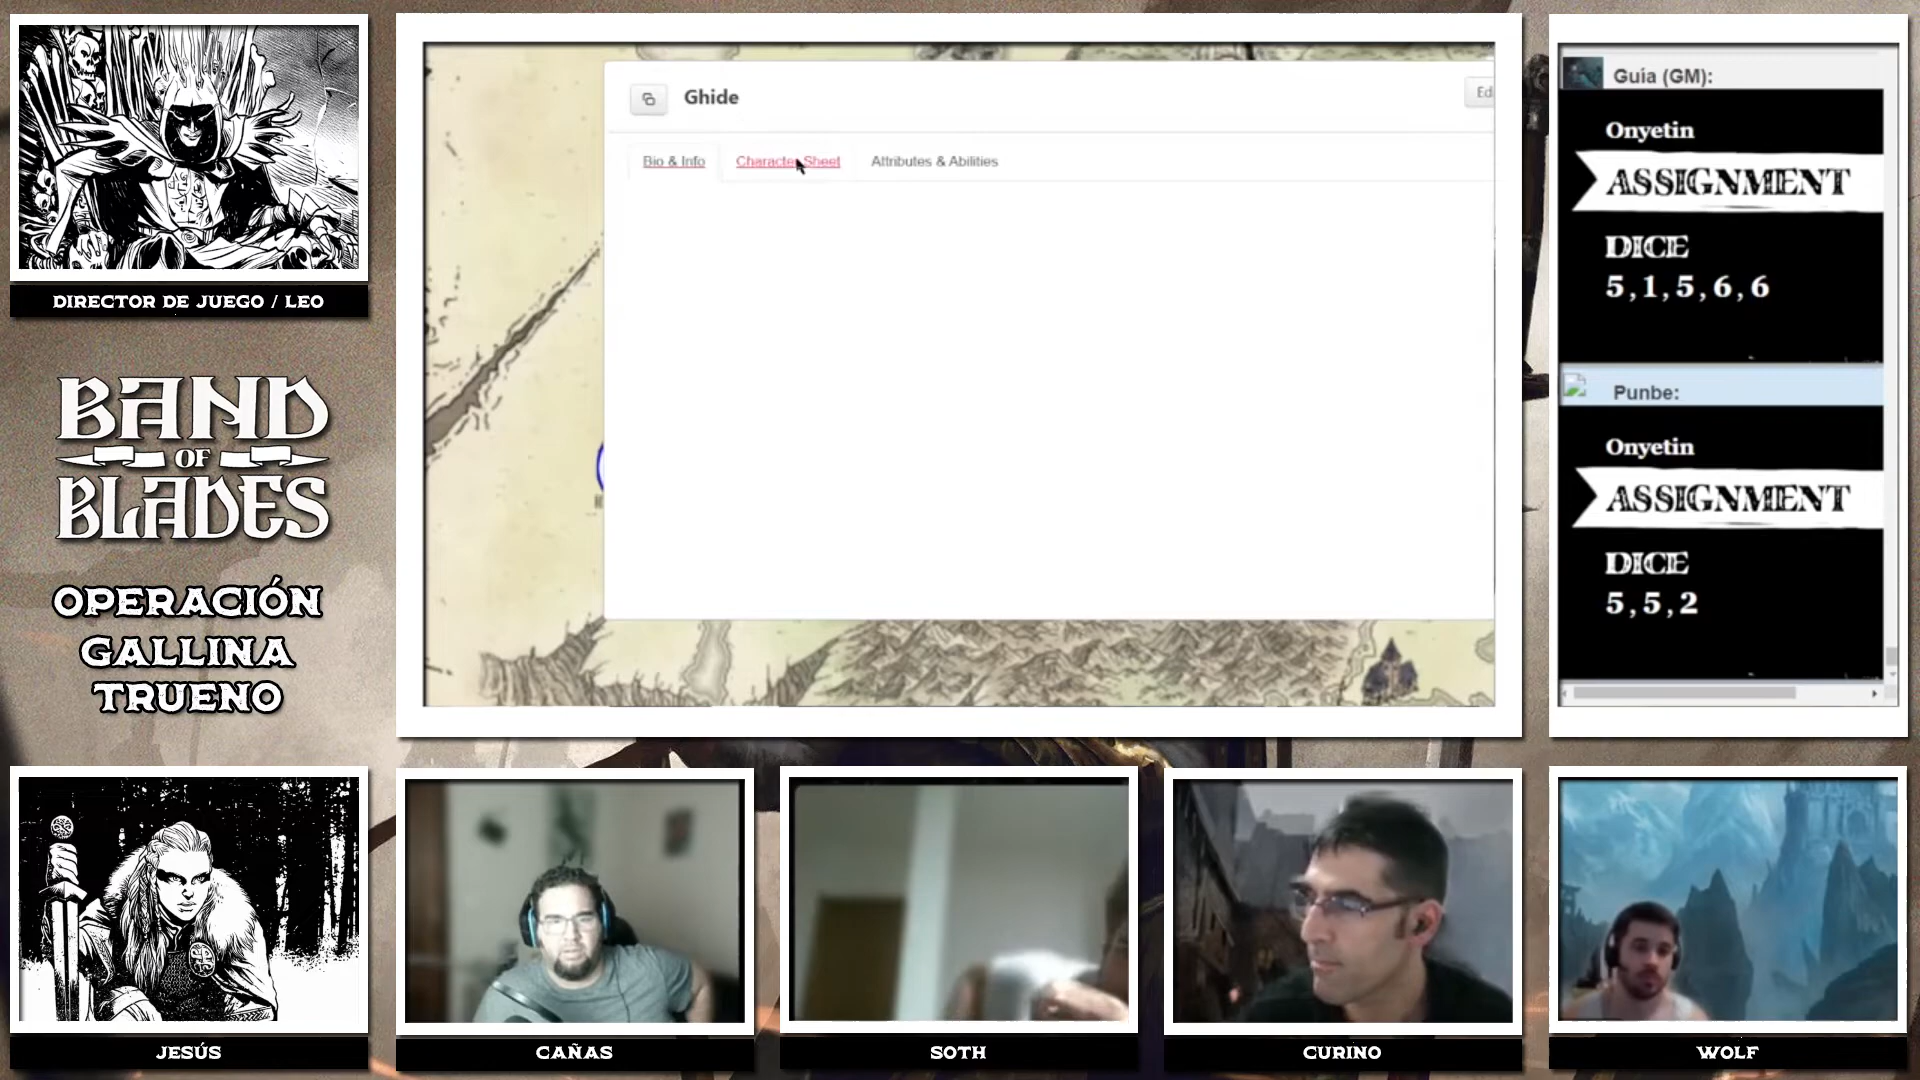 DIRECTOR DE JUEGO / LEO
BAND
OF
BLADES
OPERACIÓN
GALLINA
TRUENO
Ghide
Ed
Bio & Info
Character Sheet
Attributes & Abilities
Guía (GM):
Onyetin
ASSIGNMENT
DICE
5, 1, 5, 6, 6
Punbe:
Onyetin
ASSIGNMENT
DICE
5, 5, 2
JESÚS
CAÑAS
SOTH
CURINO
WOLF